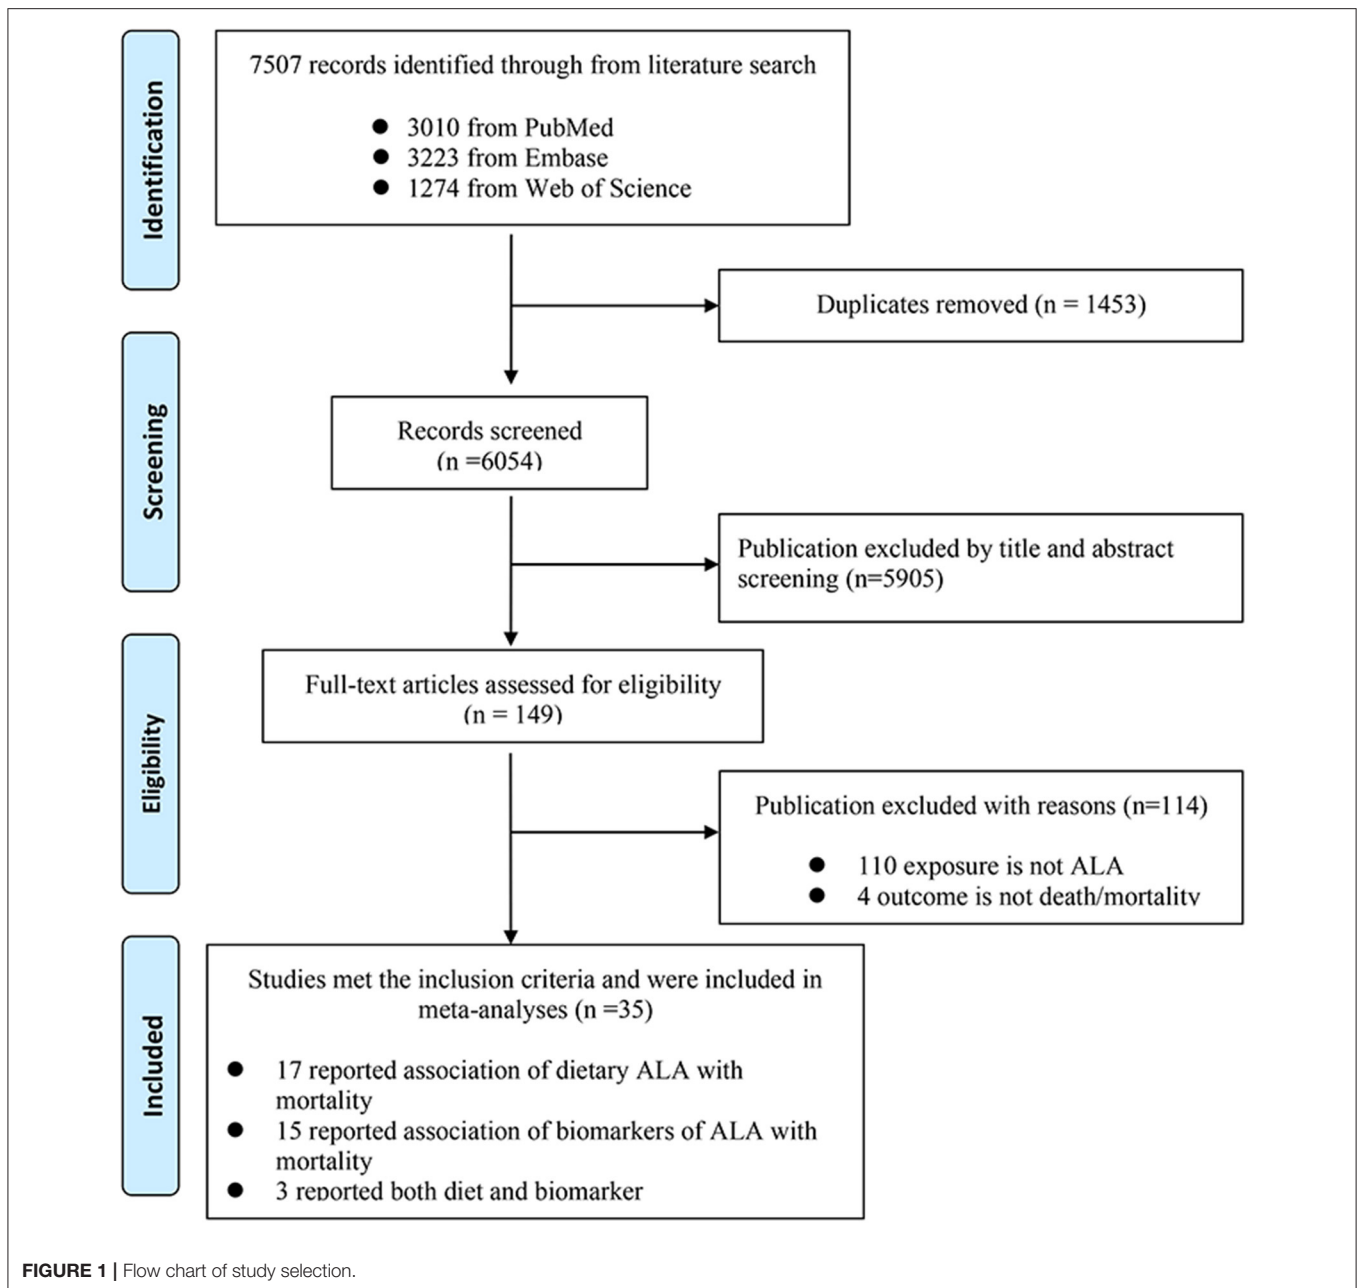 Identification
7507 records identified through from literature search
● 3010 from PubMed
● 3223 from Embase
● 1274 from Web of Science
Duplicates removed (n = 1453)
Screening
Records screened
(n =6054)
Publication excluded by title and abstract
screening (n=5905)
Eligibility
Full-text articles assessed for eligibility
(n = 149)
Publication excluded with reasons (n=114)
● 110 exposure is not ALA
● 4 outcome is not death/mortality
Included
Studies met the inclusion criteria and were included in
meta-analyses (n =35)
● 17 reported association of dietary ALA with
mortality
● 15 reported association of biomarkers of ALA with
mortality
● 3 reported both diet and biomarker
FIGURE 1 | Flow chart of study selection.